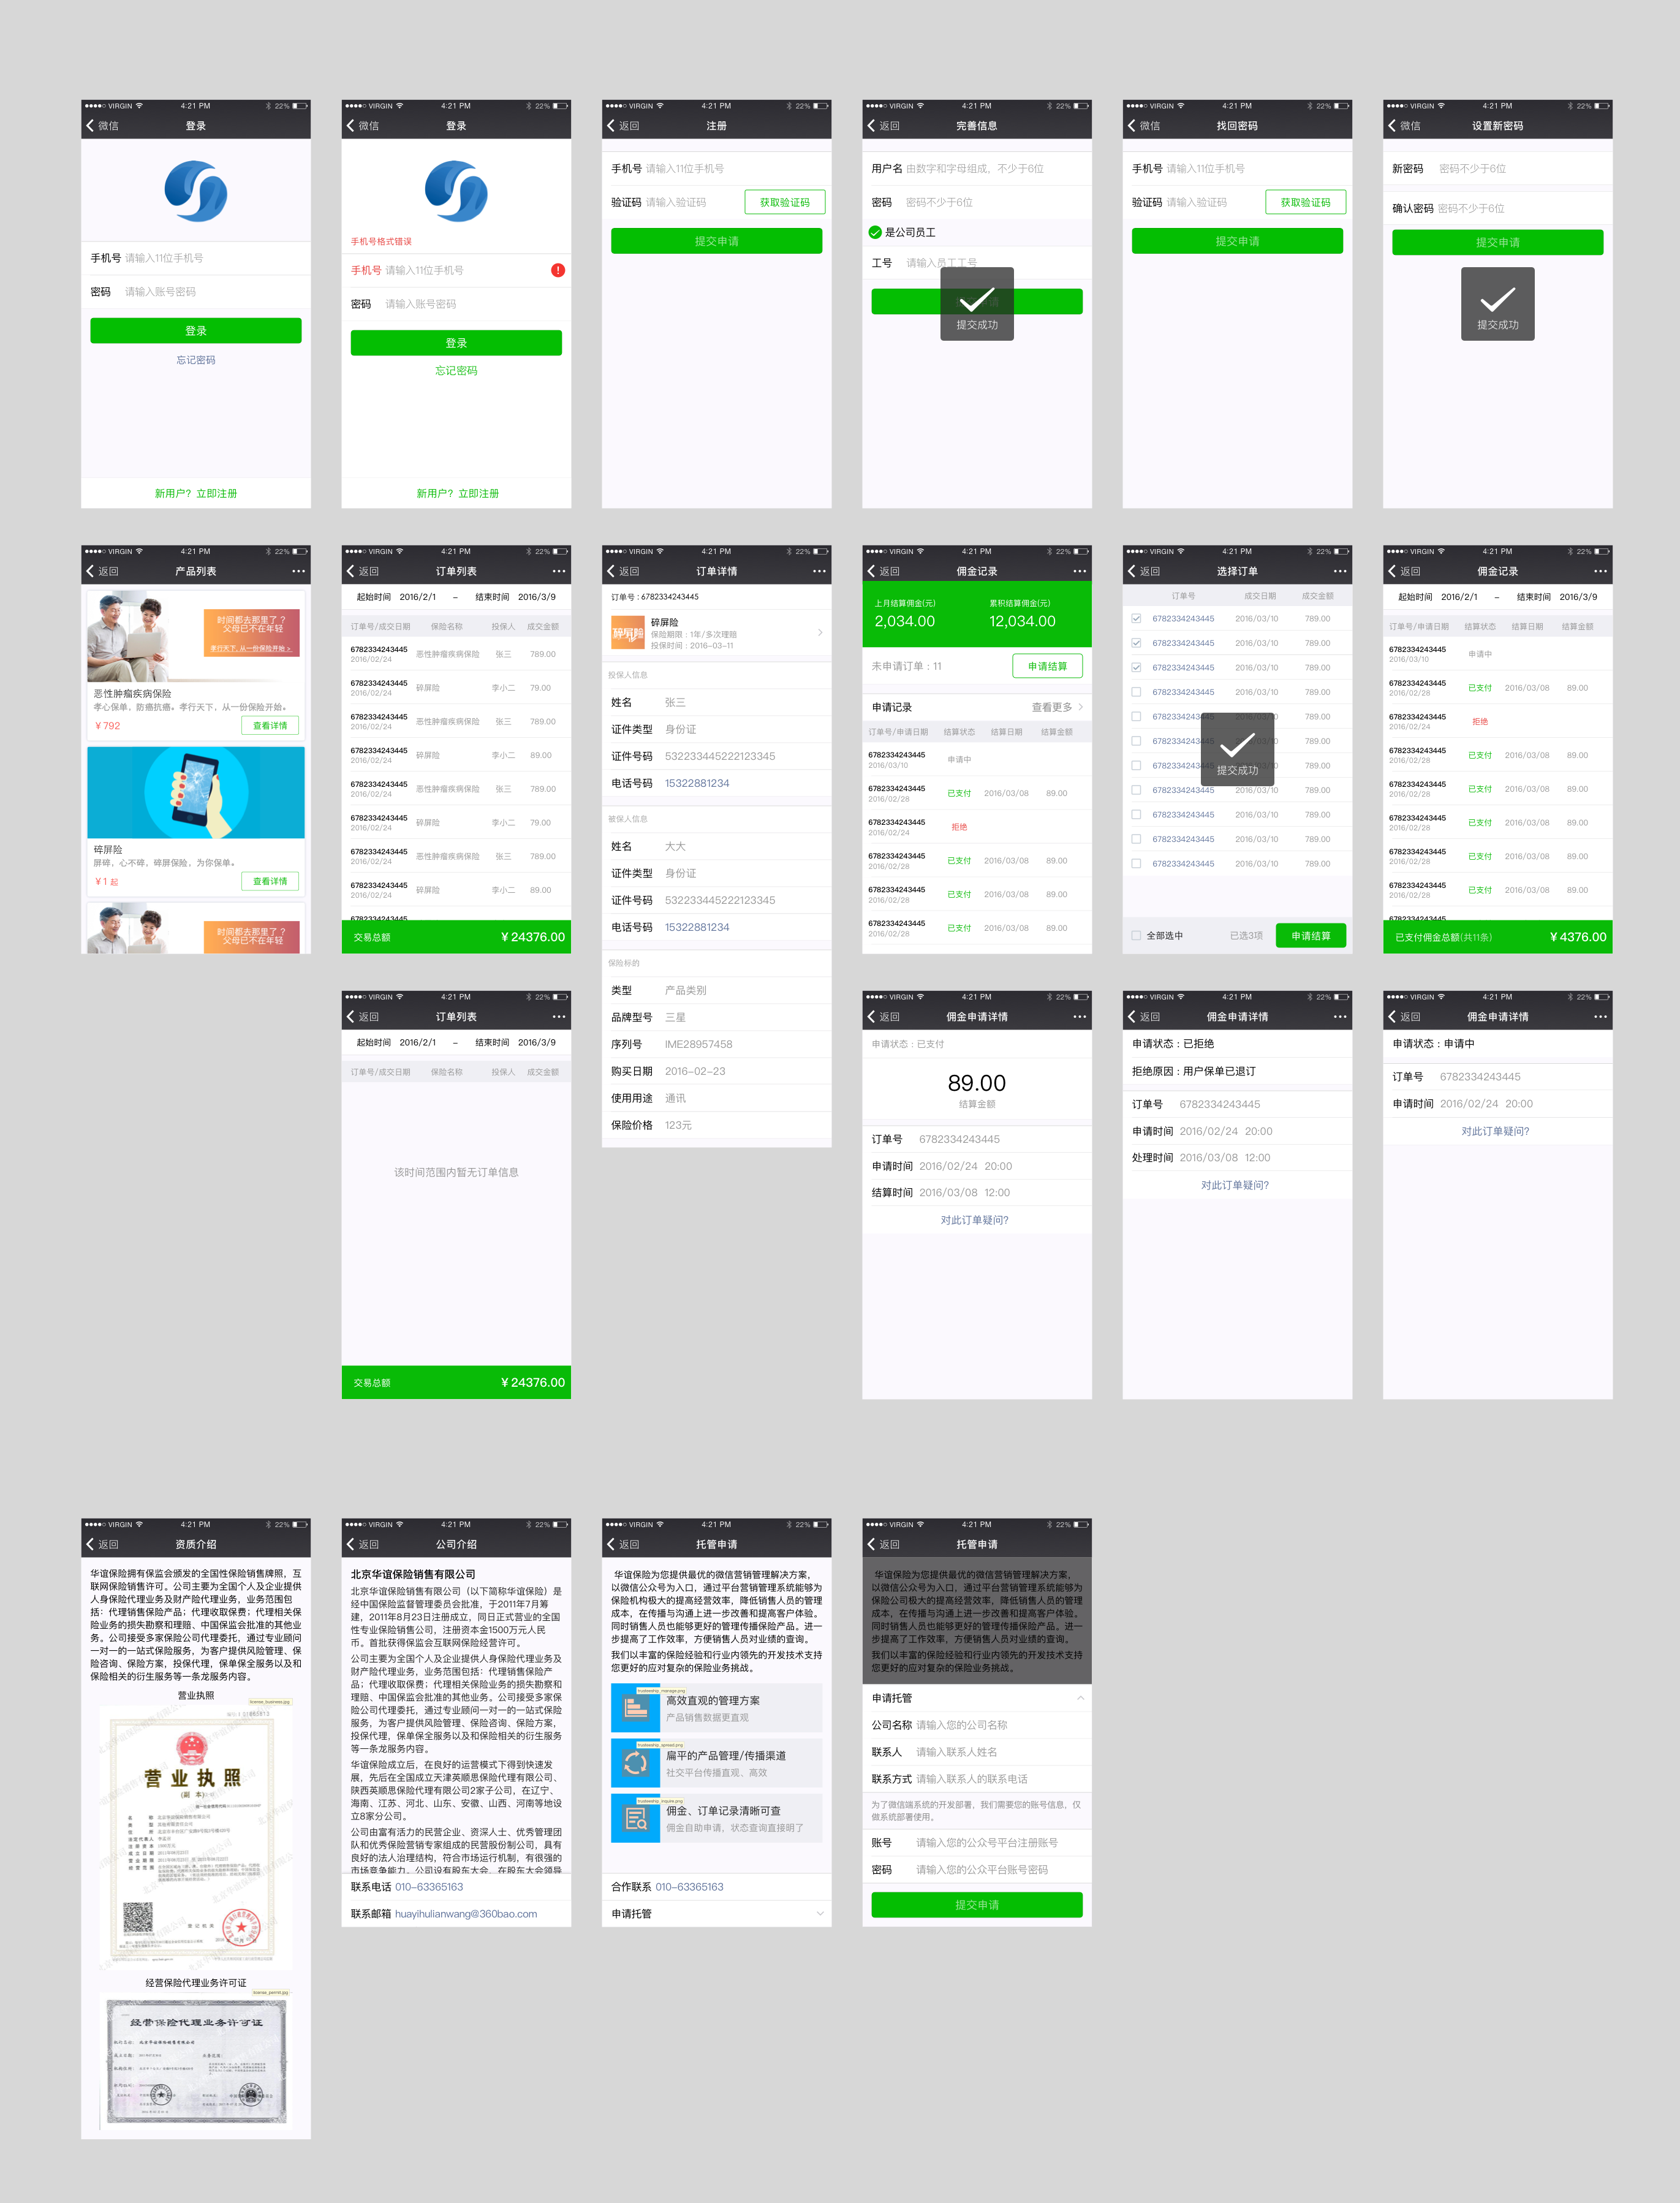 VIRGIN 4:21 PM 22%
微信 登录
手机号 请输入11位手机号
密码 请输入账号密码
登录
忘记密码
新用户？立即注册
VIRGIN 4:21 PM 22%
微信 登录
手机号格式错误
手机号 请输入11位手机号
密码 请输入账号密码
登录
忘记密码
新用户？立即注册
VIRGIN 4:21 PM 22%
返回 注册
手机号 请输入11位手机号
验证码 请输入验证码 获取验证码
提交申请
VIRGIN 4:21 PM 22%
返回 完善信息
用户名 由数字和字母组成，不少于6位
密码 密码不少于6位
是公司员工
工号 请输入员工工号
提交成功
VIRGIN 4:21 PM 22%
微信 找回密码
手机号 请输入11位手机号
验证码 请输入验证码 获取验证码
提交申请
VIRGIN 4:21 PM 22%
微信 设置新密码
新密码 密码不少于6位
确认密码 密码不少于6位
提交申请
提交成功
VIRGIN 4:21 PM 22%
返回 产品列表
时间都去那里了？
父母已不在年轻
孝行天下，从一份保险开始 >
恶性肿瘤疾病保险
孝心保单，防癌抗癌。孝行天下，从一份保险开始。
￥792 查看详情
碎屏险
屏碎，心不碎，碎屏保险，为你保单。
￥1 起 查看详情
时间都去那里了？
父母已不在年轻
VIRGIN 4:21 PM 22%
返回 订单列表
起始时间 2016/2/1 – 结束时间 2016/3/9
订单号/成交日期 保险名称 投保人 成交金额
6782334243445 恶性肿瘤疾病保险 张三 789.00
2016/02/24
6782334243445 碎屏险 李小二 79.00
2016/02/24
6782334243445 恶性肿瘤疾病保险 张三 789.00
2016/02/24
6782334243445 碎屏险 李小二 89.00
2016/02/24
6782334243445 恶性肿瘤疾病保险 张三 789.00
2016/02/24
6782334243445 碎屏险 李小二 79.00
2016/02/24
6782334243445 恶性肿瘤疾病保险 张三 789.00
2016/02/24
6782334243445 碎屏险 李小二 89.00
2016/02/24
6782334243445
交易总额 ￥24376.00
VIRGIN 4:21 PM 22%
返回 订单详情
订单号：6782334243445
碎屏险 碎屏险
保险期限：1年/多次理赔
投保时间：2016-03-11
投保人信息
姓名 张三
证件类型 身份证
证件号码 532233445222123345
电话号码 15322881234
被保人信息
姓名 大大
证件类型 身份证
证件号码 532233445222123345
电话号码 15322881234
保险标的
类型 产品类别
品牌型号 三星
序列号 IME28957458
购买日期 2016-02-23
使用用途 通讯
保险价格 123元
VIRGIN 4:21 PM 22%
返回 佣金记录
上月结算佣金(元) 累积结算佣金(元)
2,034.00 12,034.00
未申请订单：11 申请结算
申请记录 查看更多
订单号/申请日期 结算状态 结算日期 结算金额
6782334243445 申请中
2016/03/10
6782334243445 已支付 2016/03/08 89.00
2016/02/28
6782334243445 拒绝
2016/02/24
6782334243445 已支付 2016/03/08 89.00
2016/02/28
6782334243445 已支付 2016/03/08 89.00
2016/02/28
6782334243445 已支付 2016/03/08 89.00
2016/02/28
VIRGIN 4:21 PM 22%
返回 选择订单
订单号 成交日期 成交金额
6782334243445 2016/03/10 789.00
6782334243445 2016/03/10 789.00
6782334243445 2016/03/10 789.00
6782334243445 2016/03/10 789.00
6782334243445 2016/03/10 789.00
6782334243445 2016/03/10 789.00
6782334243445 2016/03/10 789.00
提交成功
6782334243445 2016/03/10 789.00
6782334243445 2016/03/10 789.00
6782334243445 2016/03/10 789.00
6782334243445 2016/03/10 789.00
全部选中 已选3项 申请结算
VIRGIN 4:21 PM 22%
返回 佣金记录
起始时间 2016/2/1 – 结束时间 2016/3/9
订单号/申请日期 结算状态 结算日期 结算金额
6782334243445 申请中
2016/03/10
6782334243445 已支付 2016/03/08 89.00
2016/02/28
6782334243445 拒绝
2016/02/24
6782334243445 已支付 2016/03/08 89.00
2016/02/28
6782334243445 已支付 2016/03/08 89.00
2016/02/28
6782334243445 已支付 2016/03/08 89.00
2016/02/28
6782334243445 已支付 2016/03/08 89.00
2016/02/28
6782334243445 已支付 2016/03/08 89.00
2016/02/28
6782334243445
已支付佣金总额(共11条) ￥4376.00
VIRGIN 4:21 PM 22%
返回 订单列表
起始时间 2016/2/1 – 结束时间 2016/3/9
订单号/成交日期 保险名称 投保人 成交金额
该时间范围内暂无订单信息
交易总额 ￥24376.00
VIRGIN 4:21 PM 22%
返回 佣金申请详情
申请状态：已支付
89.00
结算金额
订单号 6782334243445
申请时间 2016/02/24 20:00
结算时间 2016/03/08 12:00
对此订单疑问？
VIRGIN 4:21 PM 22%
返回 佣金申请详情
申请状态：已拒绝
拒绝原因：用户保单已退订
订单号 6782334243445
申请时间 2016/02/24 20:00
处理时间 2016/03/08 12:00
对此订单疑问？
VIRGIN 4:21 PM 22%
返回 佣金申请详情
申请状态：申请中
订单号 6782334243445
申请时间 2016/02/24 20:00
对此订单疑问？
VIRGIN 4:21 PM 22%
返回 资质介绍
华谊保险拥有保监会颁发的全国性保险销售牌照，互
联网保险销售许可。公司主要为全国个人及企业提供
人身保险代理业务及财产险代理业务，业务范围包
括：代理销售保险产品；代理收取保费；代理相关保
险业务的损失勘察和理赔、中国保监会批准的其他业
务。公司接受多家保险公司代理委托，通过专业顾问
一对一的一站式保险服务，为客户提供风险管理、保
险咨询、保险方案，投保代理，保单保全服务以及和
保险相关的衍生服务等一条龙服务内容。
营业执照
license_business.jpg
营业执照
(副 本)
经营保险代理业务许可证
license_permit.jpg
经营保险代理业务许可证
VIRGIN 4:21 PM 22%
返回 公司介绍
北京华谊保险销售有限公司
北京华谊保险销售有限公司（以下简称华谊保险）是
经中国保险监督管理委员会批准，于2011年7月筹
建，2011年8月23日注册成立，同日正式营业的全国
性专业保险销售公司，注册资本金1500万元人民
币。首批获得保监会互联网保险经营许可。
公司主要为全国个人及企业提供人身保险代理业务及
财产险代理业务，业务范围包括：代理销售保险产
品；代理收取保费；代理相关保险业务的损失勘察和
理赔、中国保监会批准的其他业务。公司接受多家保
险公司代理委托，通过专业一对一的一站式保险
服务，为客户提供风险管理、保险咨询、保险方案，
投保代理，保单保全服务以及和保险相关的衍生服务
等一条龙服务内容。
华谊保险成立后，在良好的运营模式下得到快速发
展，先后在全国成立天津英顺思保险代理有限公司、
陕西英顺思保险代理有限公司2家子公司，在辽宁、
海南、江苏、河北、山东、安徽、山西、河南等地设
立8家分公司。
公司由富有活力的民营企业、资深人士、优秀管理团
队和优秀保险营销专家组成的民营股份制公司，具有
良好的法人治理结构，符合市场运行机制，有很强的
市场竞争能力。公司设有股东大会，在股东大会领导
联系电话 010-63365163
联系邮箱 huayihulianwang@360bao.com
VIRGIN 4:21 PM 22%
返回 托管申请
华谊保险为您提供最优的微信营销管理解决方案，
以微信公众号为入口，通过平台营销管理系统能够为
保险机构极大的提高经营效率，降低销售人员的管理
成本，在传播与沟通上进一步改善和提高客户体验。
同时销售人员也能够更好的管理传播保险产品。进一
步提高了工作效率，方便销售人员对业绩的查询。
我们以丰富的保险经验和行业内领先的开发技术支持
您更好的应对复杂的保险业务挑战。
trusteeship_manage.png
高效直观的管理方案
产品销售数据更直观
trusteeship_spread.png
扁平的产品管理/传播渠道
社交平台传播直观、高效
trusteeship_inquire.png
佣金、订单记录清晰可查
佣金自助申请，状态查询直接明了
合作联系 010-63365163
申请托管
VIRGIN 4:21 PM 22%
返回 托管申请
华谊保险为您提供最优的微信营销管理解决方案，
以微信公众号为入口，通过平台营销管理系统能够为
保险公司极大的提高经营效率，降低销售人员的管理
成本，在传播与沟通上进一步改善和提高客户体验。
同时销售人员也能够更好的管理传播保险产品。进一
步提高了工作效率，方便销售人员对业绩的查询。
我们以丰富的保险经验和行业内领先的开发技术支持
您更好的应对复杂的保险业务挑战。
申请托管
公司名称 请输入您的公司名称
联系人 请输入联系人姓名
联系方式 请输入联系人的联系电话
为了微信端系统的开发部署，我们需要您的账号信息，仅
做系统部署使用。
账号 请输入您的公众号平台注册账号
密码 请输入您的公众平台账号密码
提交申请